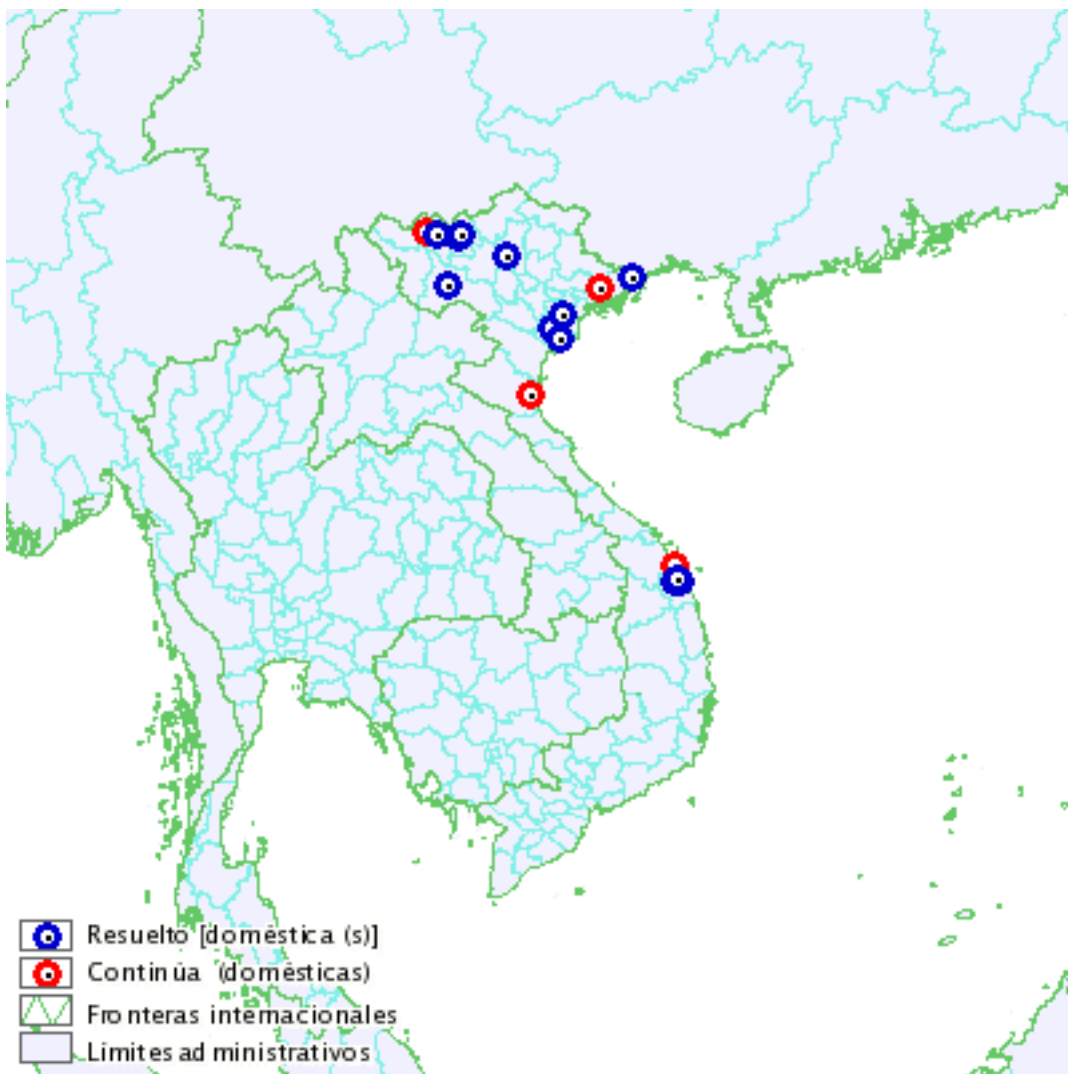 Resuelto [doméstica (s)]
Continúa (domésticas)
Fronteras internacionales
Límites administrativos